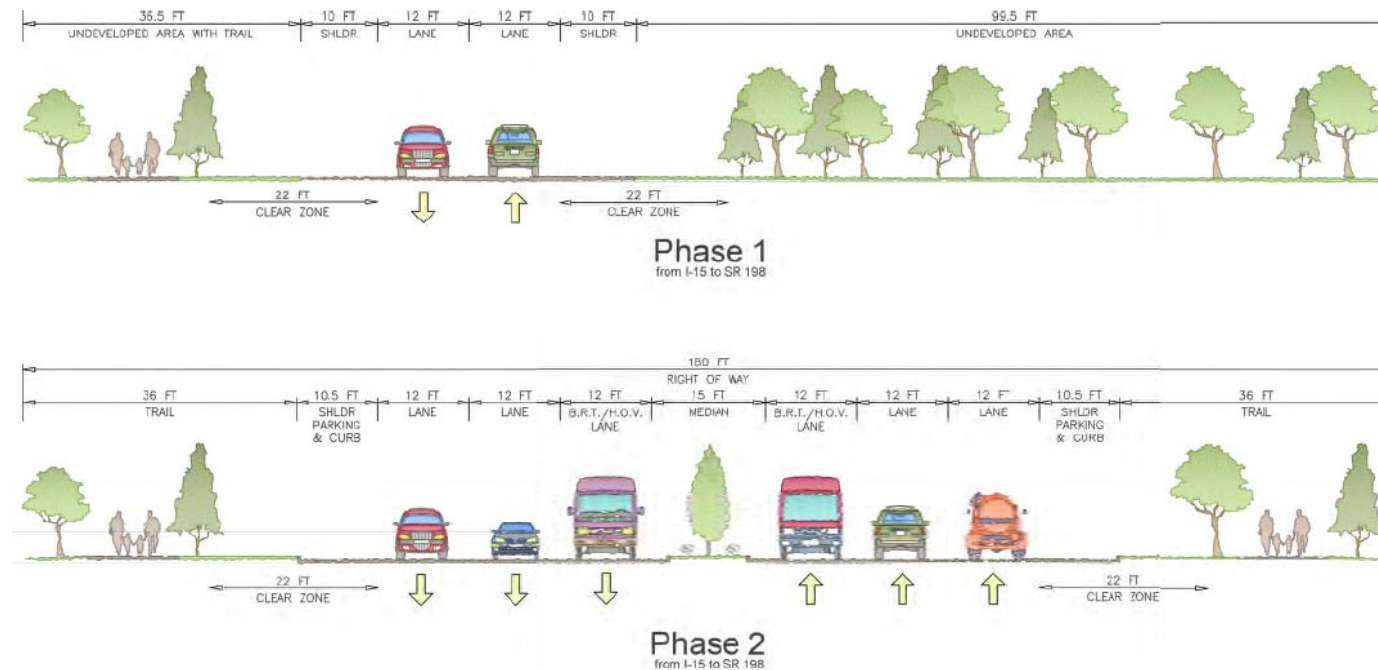 36.5 FT 10 FT 12 FT 12 FT 10 FT 99.5 FT
UNDEVELOPED AREA WITH TRAIL SHLDR LANE LANE SHLDR UNDEVELOPED AREA
22 FT 22 FT
CLEAR ZONE CLEAR ZONE
Phase 1
from I-15 to SR 198
180 FT
RIGHT OF WAY
36 FT 10.5 FT 12 FT 12 FT 12 FT 15 FT 12 FT 12 FT 12 FT 10.5 FT 36 FT
TRAIL SHLDR LANE LANE B.R.T./H.O.V. MEDIAN B.R.T./H.O.V. LANE LANE SHLDR TRAIL
PARKING LANE LANE PARKING
& CURB & CURB
22 FT 22 FT
CLEAR ZONE CLEAR ZONE
Phase 2
from I-15 to SR 198